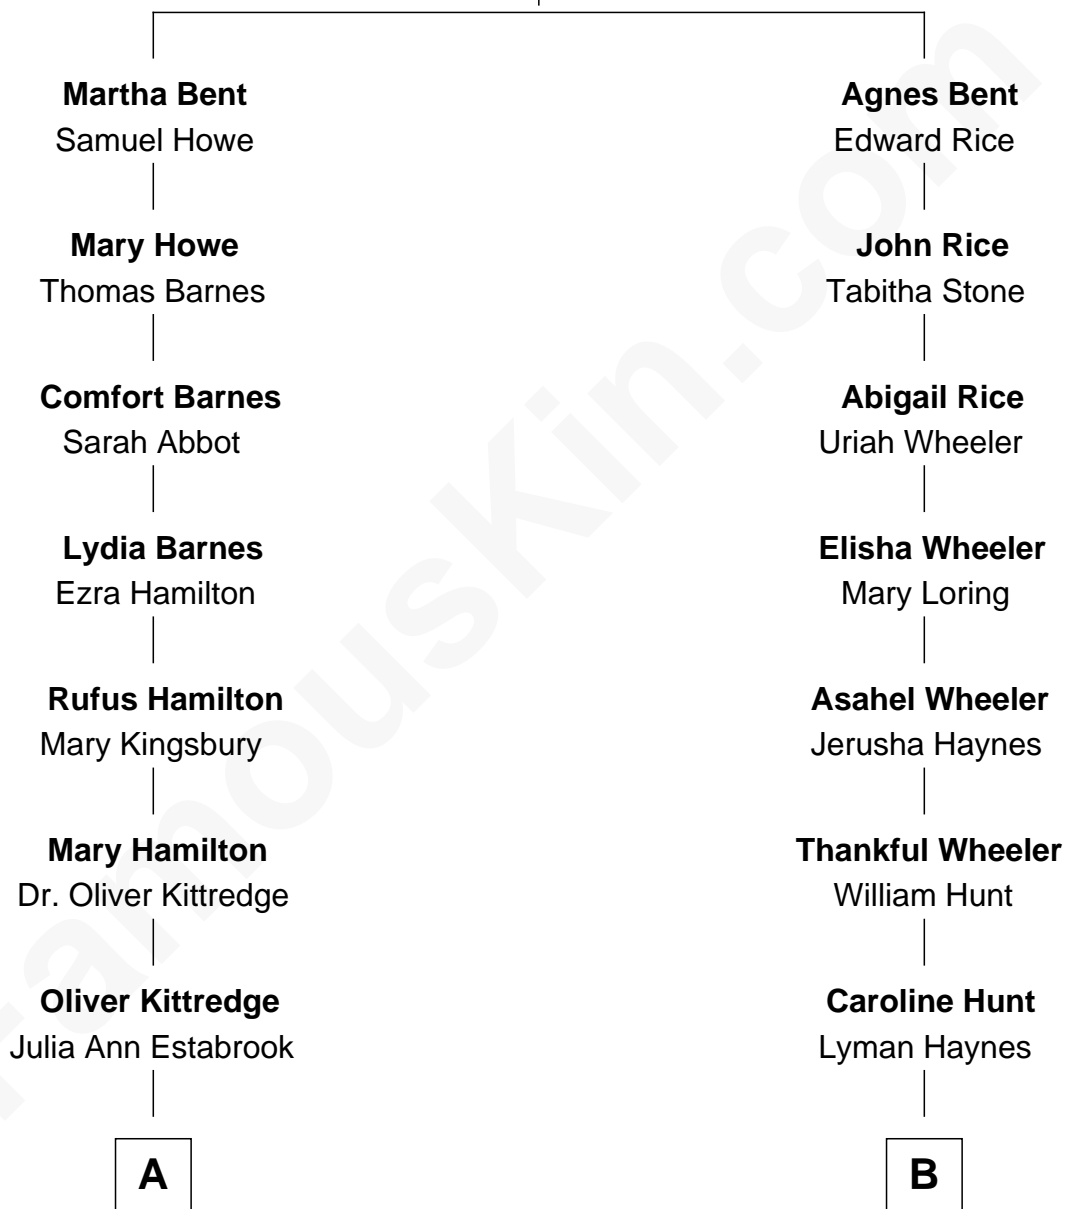 Martha Bent
Samuel Howe
Mary Howe
Thomas Barnes
Comfort Barnes
Sarah Abbot
Lydia Barnes
Ezra Hamilton
Rufus Hamilton
Mary Kingsbury
Mary Hamilton
Dr. Oliver Kittredge
Oliver Kittredge
Julia Ann Estabrook
A
Agnes Bent
Edward Rice
John Rice
Tabitha Stone
Abigail Rice
Uriah Wheeler
Elisha Wheeler
Mary Loring
Asahel Wheeler
Jerusha Haynes
Thankful Wheeler
William Hunt
Caroline Hunt
Lyman Haynes
B
FamousKin.com